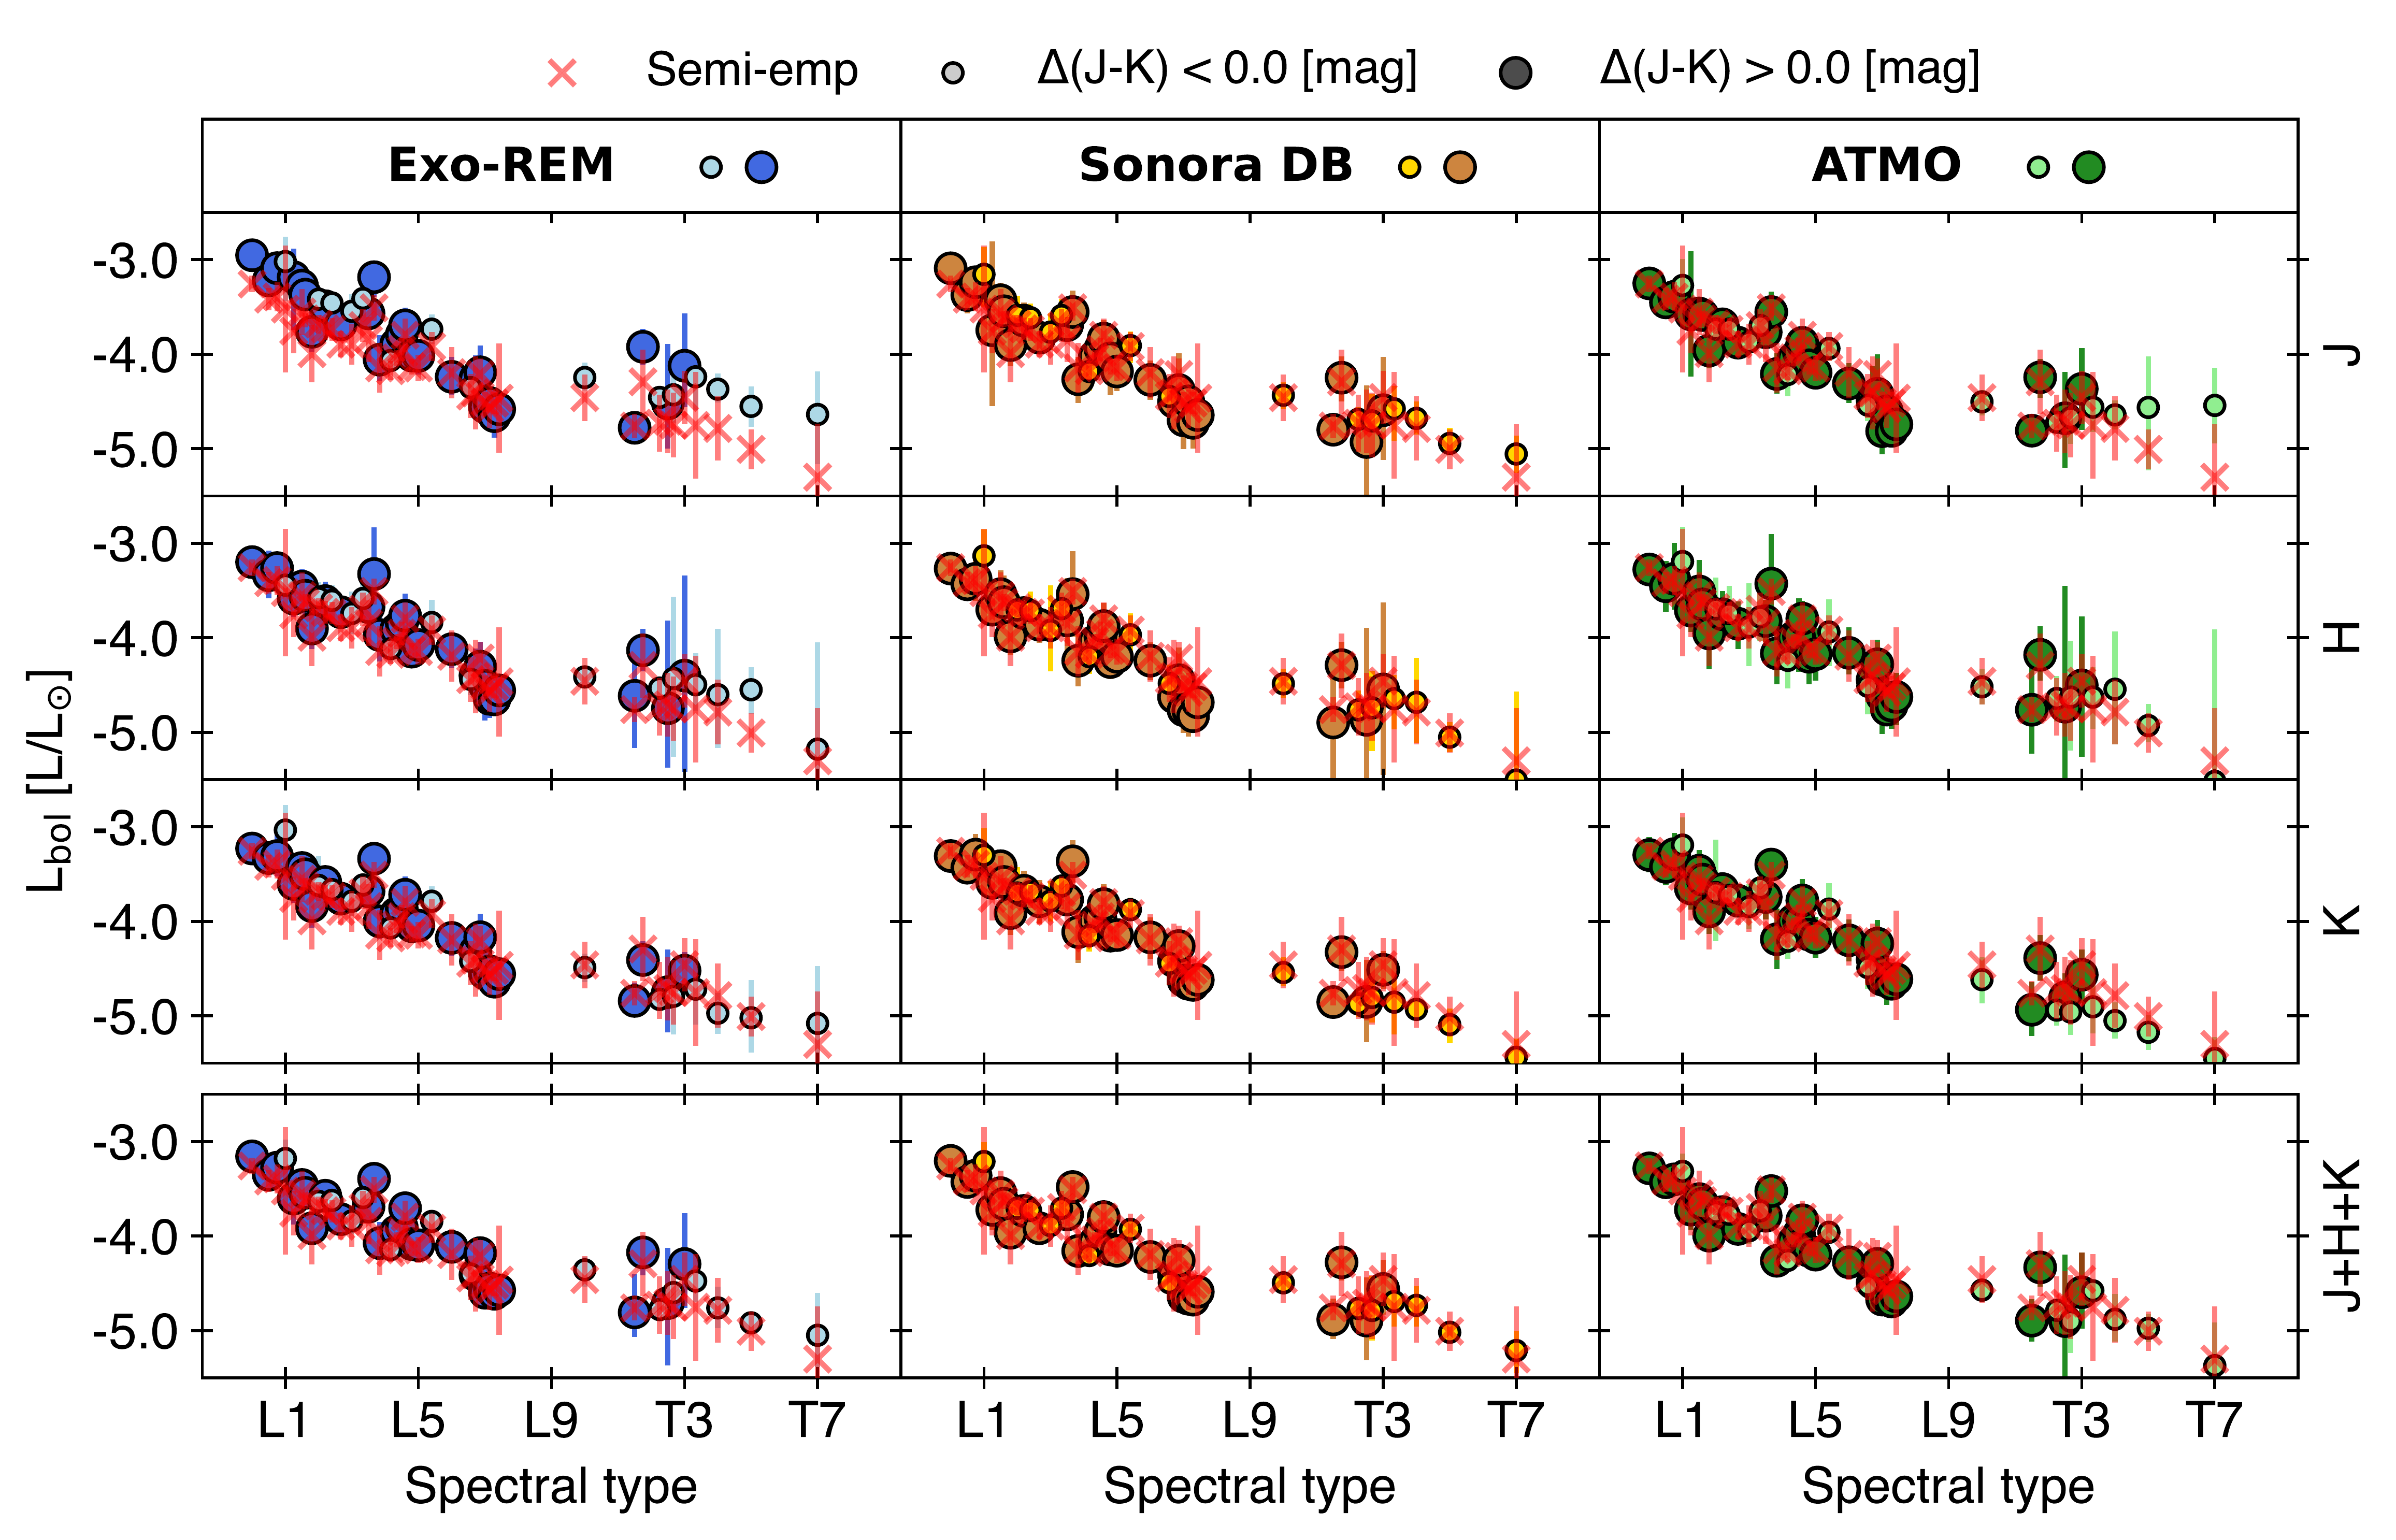 Semi-emp Δ(J-K) < 0.0 [mag] Δ(J-K) > 0.0 [mag]
Exo-REM Sonora DB ATMO
-3.0
-4.0
-5.0
J
-3.0
-4.0
-5.0
H
-3.0
-4.0
-5.0
K
-3.0
-4.0
-5.0
J+H+K
Lbol [L/L⊙]
L1 L5 L9 T3 T7 L1 L5 L9 T3 T7 L1 L5 L9 T3 T7
Spectral type Spectral type Spectral type